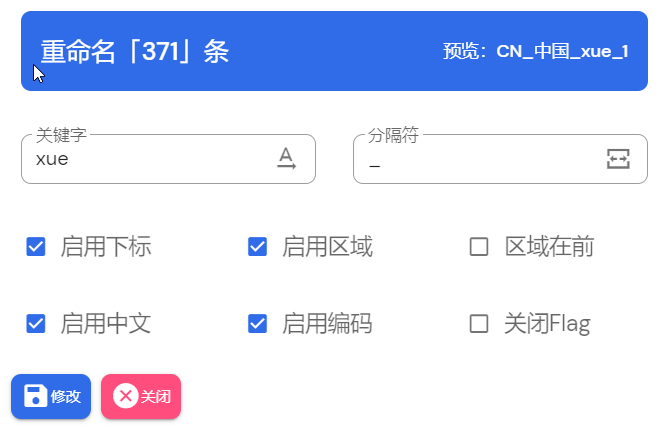 重命名「371」条
预览：CN_中国_xue_1
关键字
xue
分隔符
_
启用下标
启用区域
区域在前
启用中文
启用编码
关闭Flag
修改
关闭